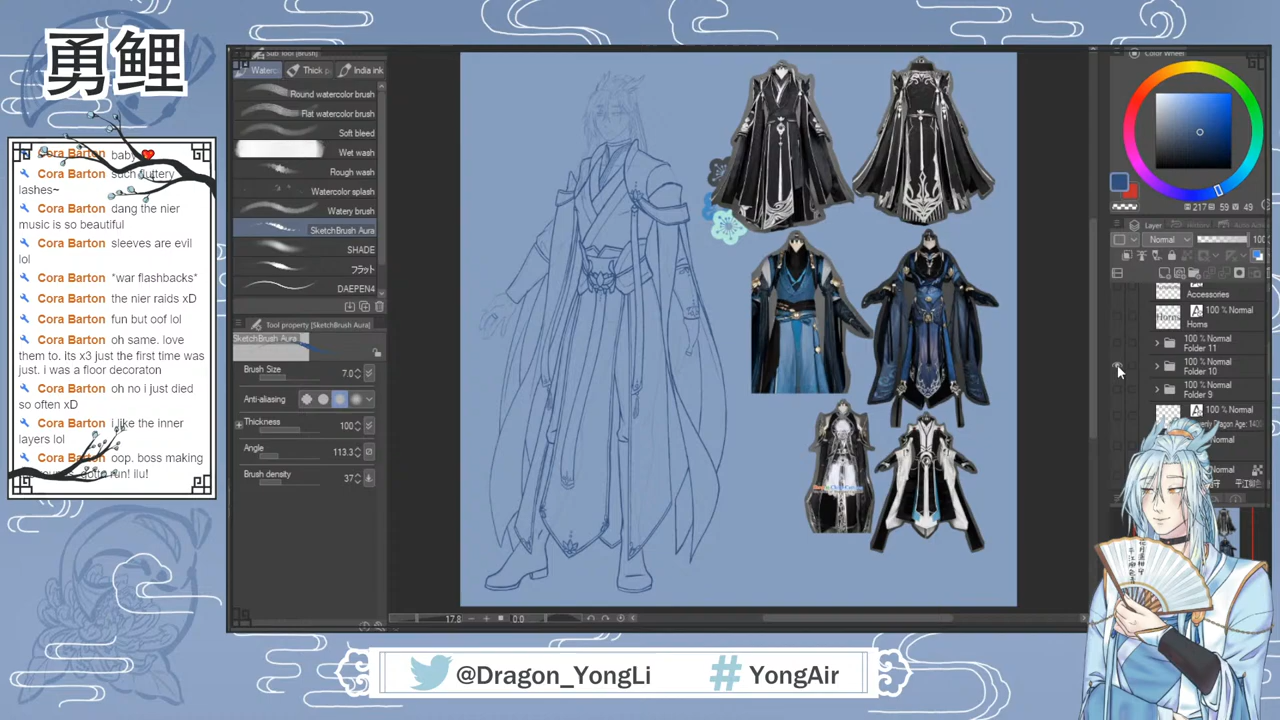 勇鲤
Cora Barton baby
Cora Barton such fluttery
lashes~
Cora Barton dang the nier
music is so beautiful
Cora Barton sleeves are evil
lol
Cora Barton *war flashbacks*
Cora Barton the nier raids xD
Cora Barton fun but oof lol
Cora Barton oh same. love
them to. its x3 just the first time was
just. i was a floor decoraton
Cora Barton oh no i just died
so often xD
Cora Barton i like the inner
layers lol
Cora Barton oop. boss making
Sub Tool [Brush]
Thick p
India ink
Round watercolor brush
Flat watercolor brush
Soft bleed
Wet wash
Rough wash
Watercolor splash
Watery brush
SketchBrush Aura
SHADE
フラット
DAEPEN4
Tool property [SketchBrush Aura]
SketchBrush Aura
Brush Size 7.0
Anti-aliasing
Thickness 100
Angle 113.3
Brush density 37
17.8
0.0
Color Wheel
217 59 49
Layer
Normal 100
Accessories
100 % Normal
Horns
100 % Normal
Folder 11
100 % Normal
Folder 10
100 % Normal
Folder 9
100 % Normal
@Dragon_YongLi
# YongAir